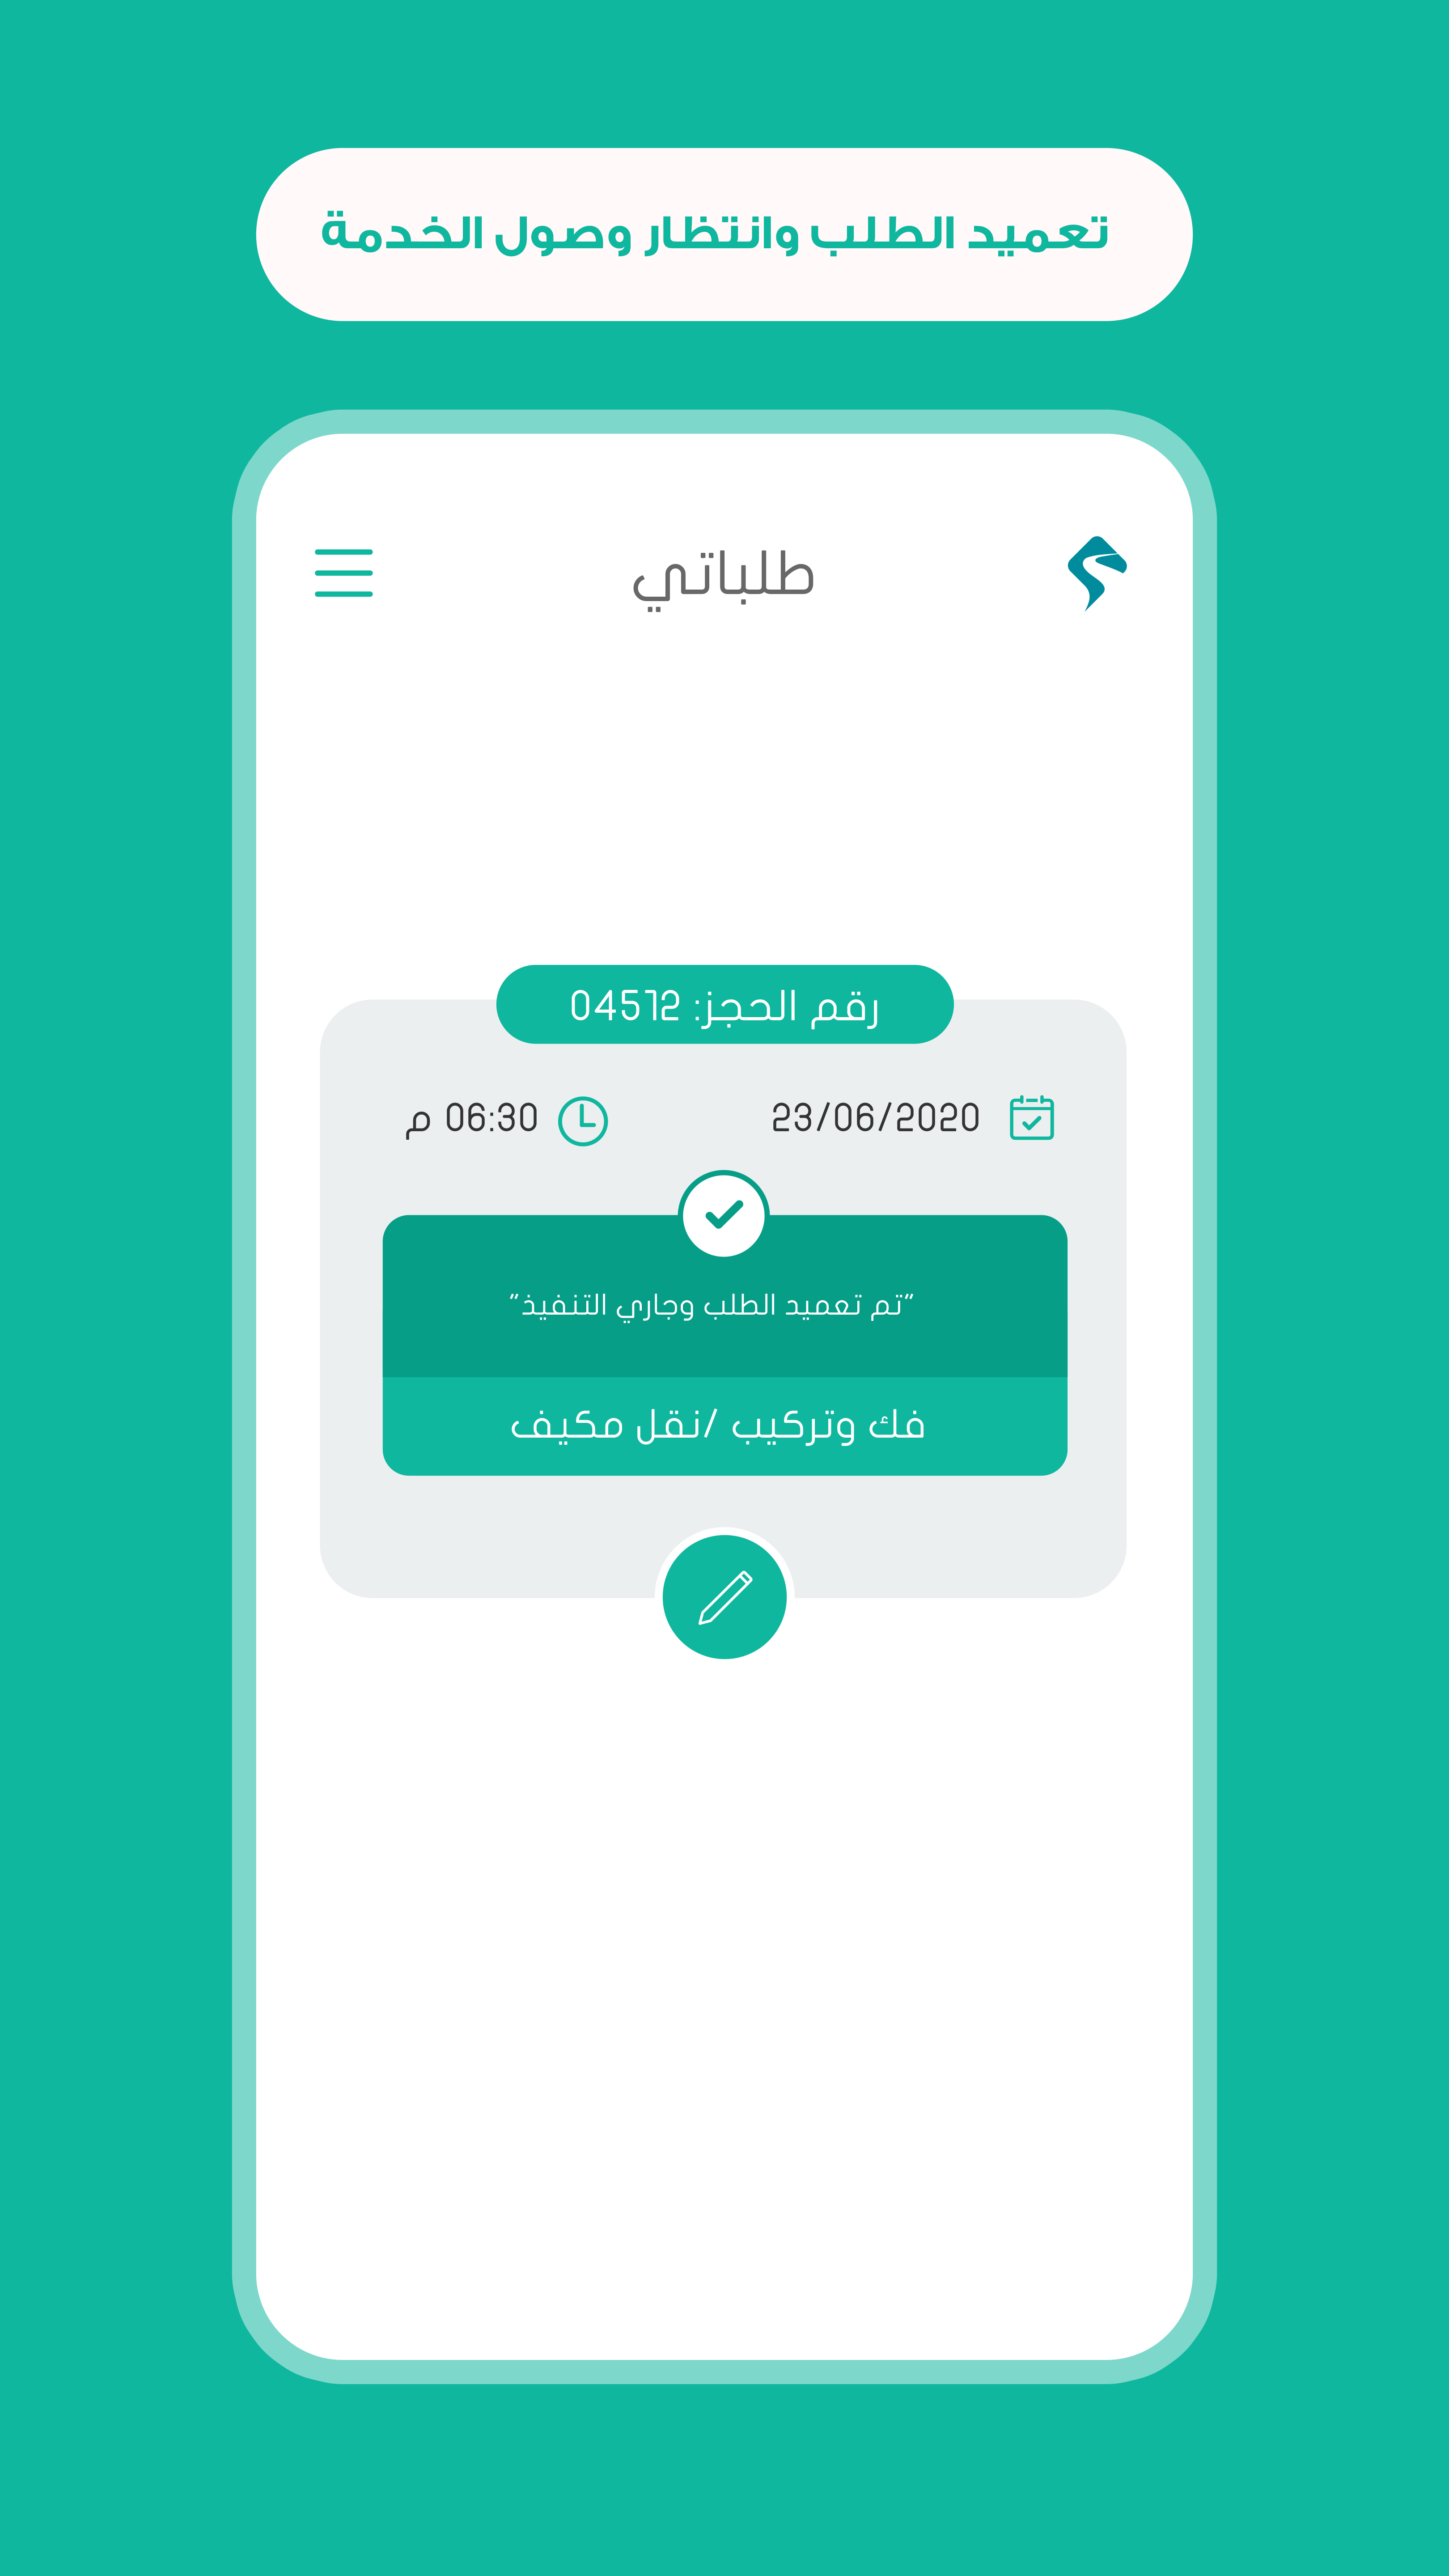 تعميد الطلب وانتظار وصول الخدمة
طلباتي
رقم الحجز: 04512
23/06/2020
06:30 م
"تم تعميد الطلب وجاري التنفيذ"
فك وتركيب /نقل مكيف